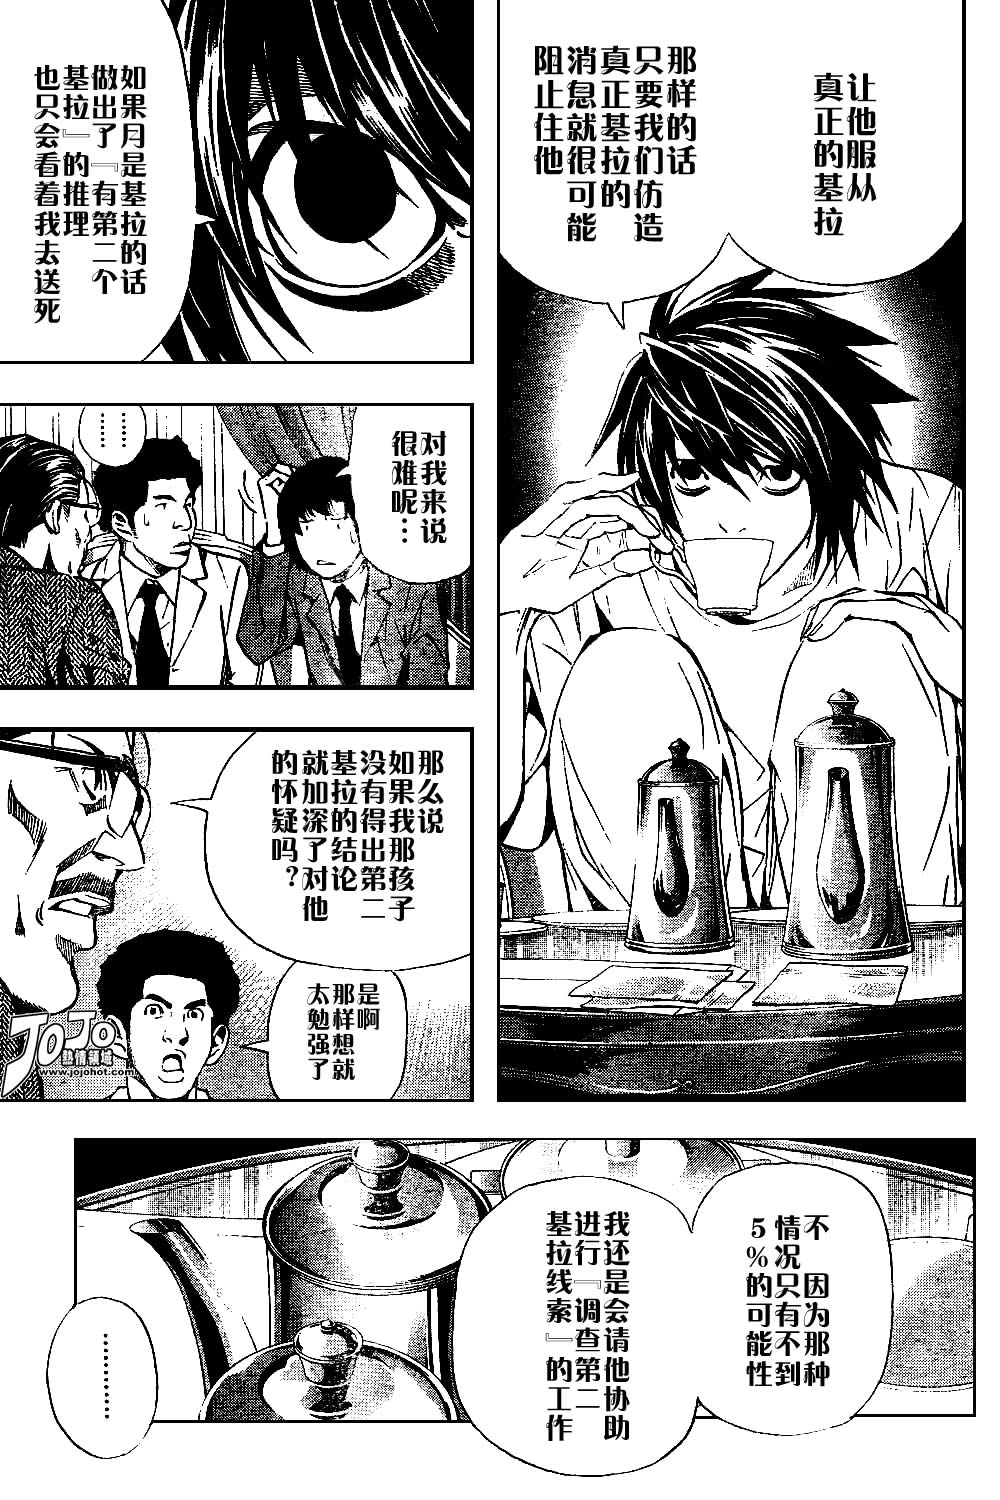 让他服从
真正的基拉
那样的话
只要我们仿造
真正基拉的
消息就很可能
阻止住他
如果月是基拉的话
做出了『有第二个
基拉』的推理
也只会看着我去送死
对我来说
很难呢…
……
那么说
如果我那孩子
没有得出第二
基拉的结论
就加深了对他
的怀疑吗？
是啊
那样想就
太勉强了
JOJO
热情领域
www.jojohot.com
不 因为那种
情况只有不到
5%的可能性
我还是会请他协助
进行『调查第二
基拉线索』的工作
……